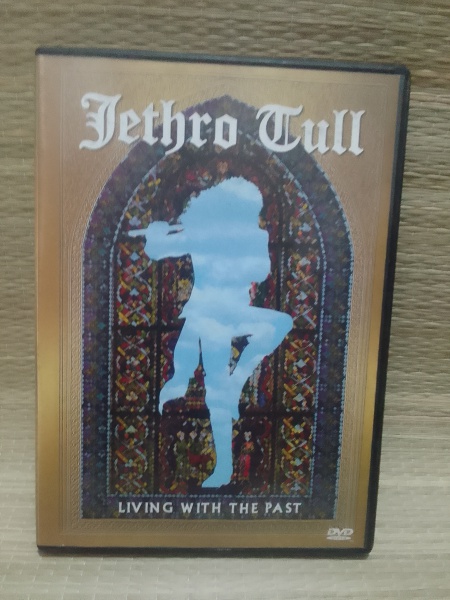 Jethro Tull
LIVING WITH THE PAST
DVD